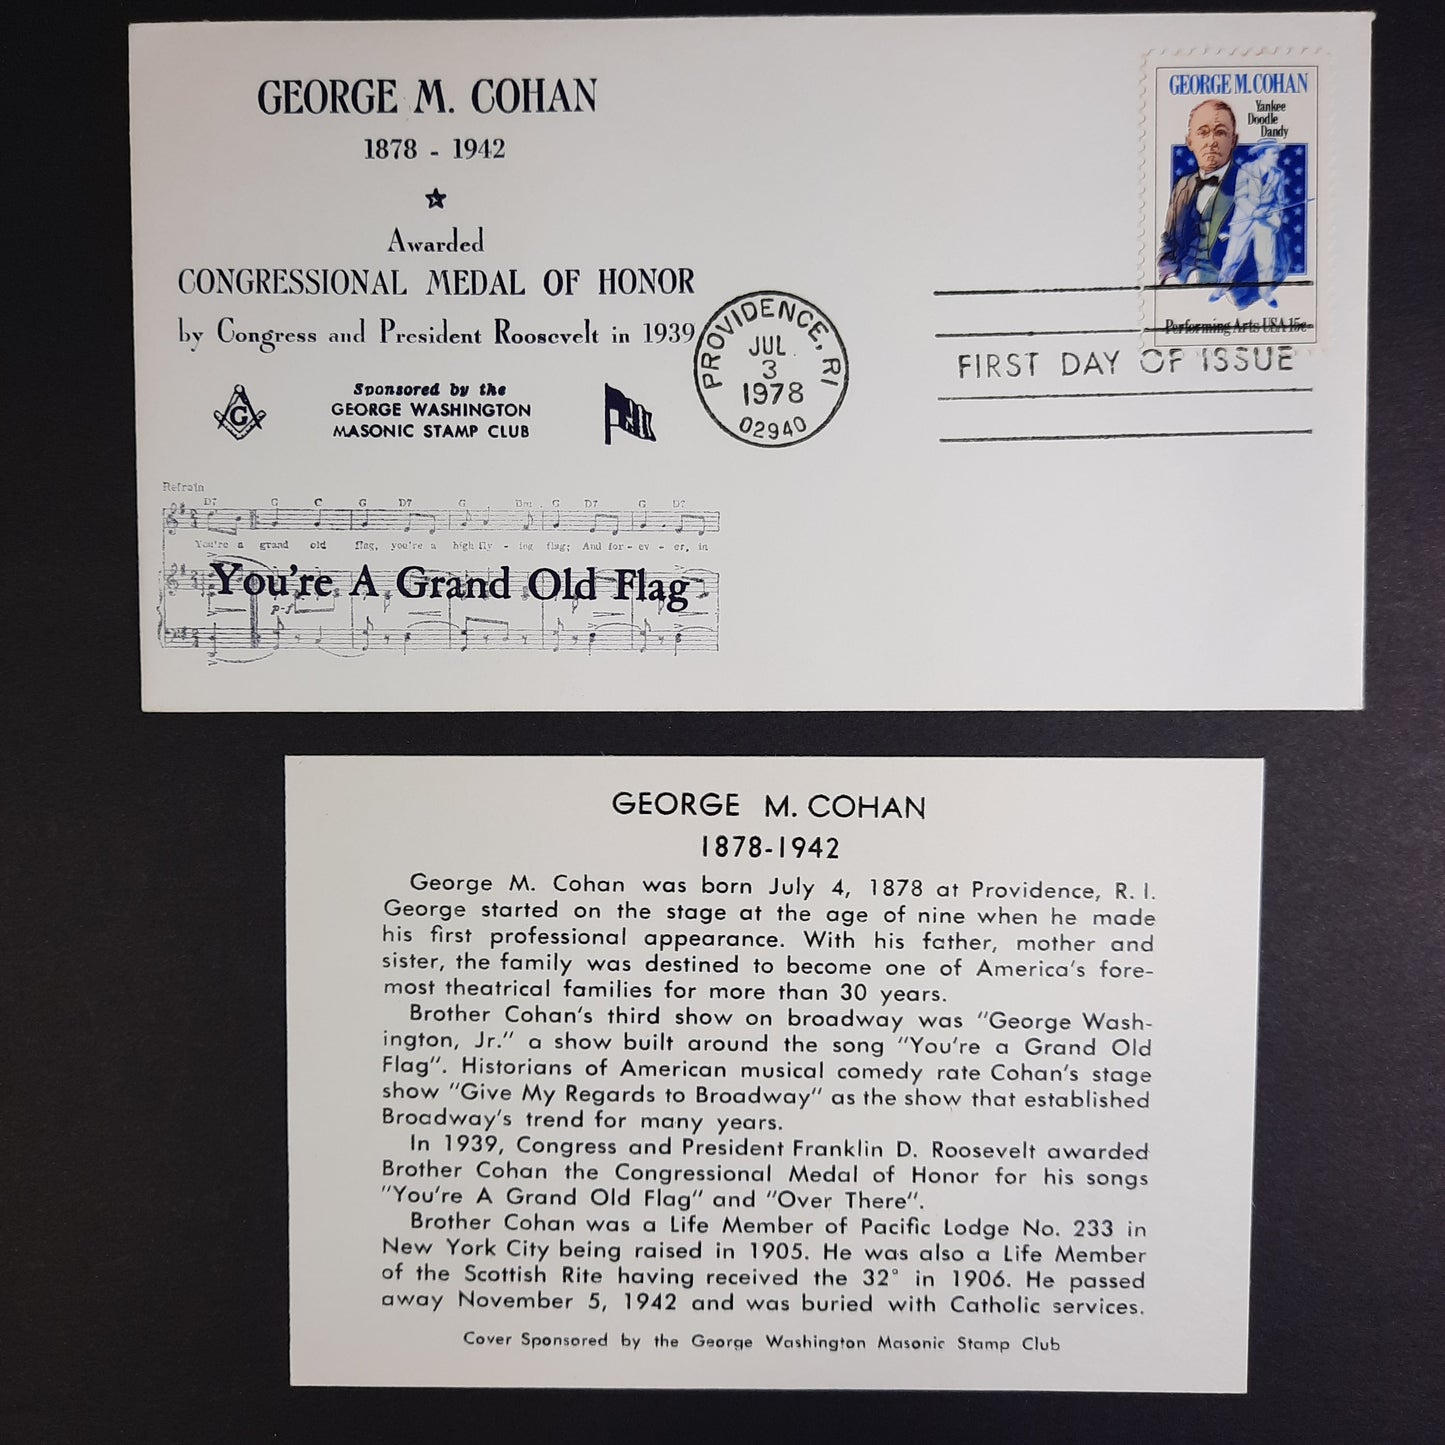 GEORGE M. COHAN
1878 - 1942
Awarded
CONGRESSIONAL MEDAL OF HONOR
by Congress and President Roosevelt in 1939
G
Sponsored by the
GEORGE WASHINGTON
MASONIC STAMP CLUB
PROVIDENCE, RI
JUL
3
1978
02940
GEORGE M. COHAN
Yankee
Doodle
Dandy
Performing Arts USA 15c
FIRST DAY OF ISSUE
Refrain
D7 G C G D7 G Bm G D7 G D7
You're a grand old flag, you're a high fly - ing flag; And for - ev - er, in
You're A Grand Old Flag
p-f
GEORGE M. COHAN
1878-1942
George M. Cohan was born July 4, 1878 at Providence, R. I.
George started on the stage at the age of nine when he made
his first professional appearance. With his father, mother and
sister, the family was destined to become one of America's fore-
most theatrical families for more than 30 years.
Brother Cohan's third show on broadway was "George Wash-
ington, Jr." a show built around the song "You're a Grand Old
Flag". Historians of American musical comedy rate Cohan's stage
show "Give My Regards to Broadway" as the show that established
Broadway's trend for many years.
In 1939, Congress and President Franklin D. Roosevelt awarded
Brother Cohan the Congressional Medal of Honor for his songs
"You're A Grand Old Flag" and "Over There".
Brother Cohan was a Life Member of Pacific Lodge No. 233 in
New York City being raised in 1905. He was also a Life Member
of the Scottish Rite having received the 32° in 1906. He passed
away November 5, 1942 and was buried with Catholic services.
Cover Sponsored by the George Washington Masonic Stamp Club